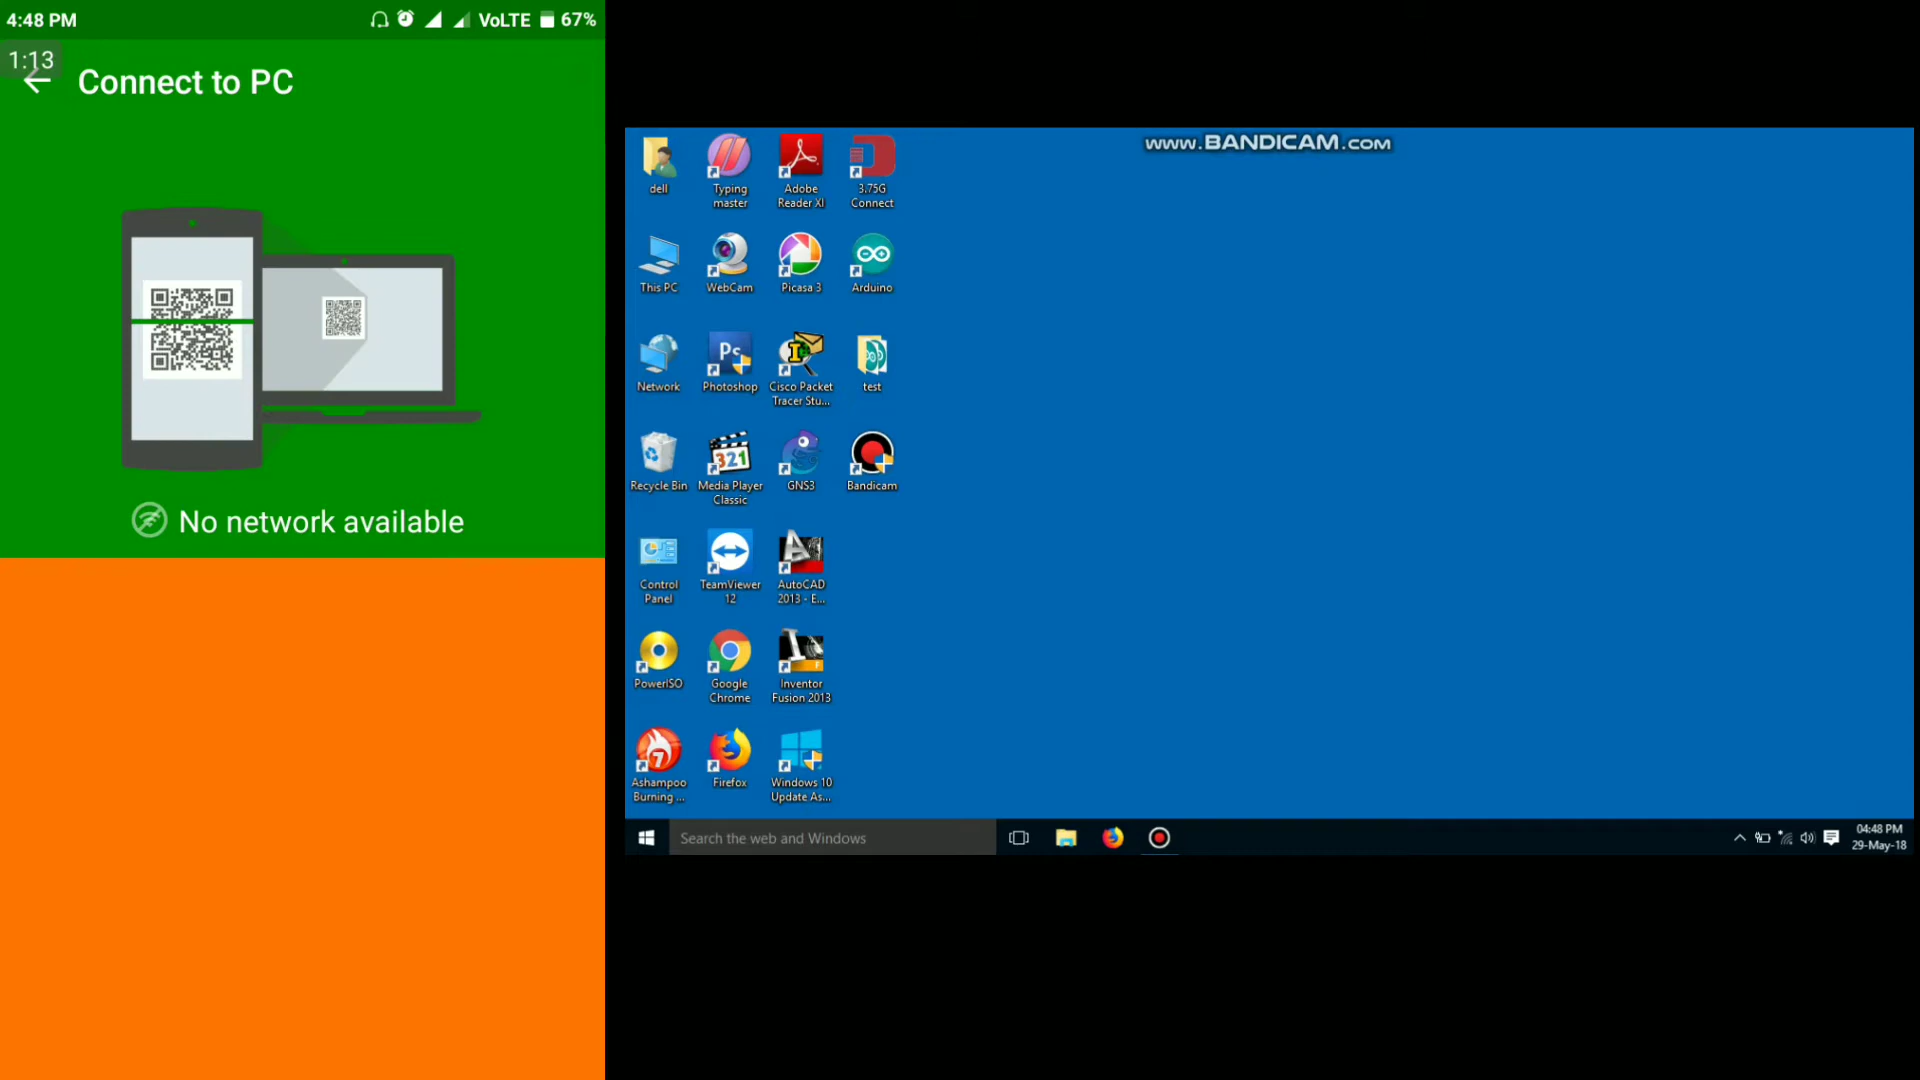 4:48 PM
VoLTE 67%
1:13
Connect to PC
No network available
www.BANDICAM.com
dell
Typing
master
Adobe
Reader XI
3.75G
Connect
This PC
WebCam
Picasa 3
Arduino
Network
Ps
Photoshop
Cisco Packet
Tracer Stu...
test
Recycle Bin
321
Media Player
Classic
GNS3
Bandicam
Control
Panel
TeamViewer
12
AutoCAD
2013 - E...
PowerISO
Google
Chrome
Inventor
Fusion 2013
7
Ashampoo
Burning ...
Firefox
Windows 10
Update As...
Search the web and Windows
04:48 PM
29-May-18